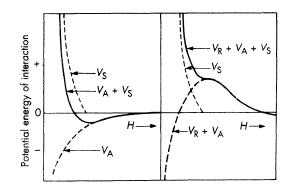 Potential energy of interaction
+
0
−
V_S
V_A + V_S
H
V_A
V_R + V_A + V_S
V_S
H
V_R + V_A